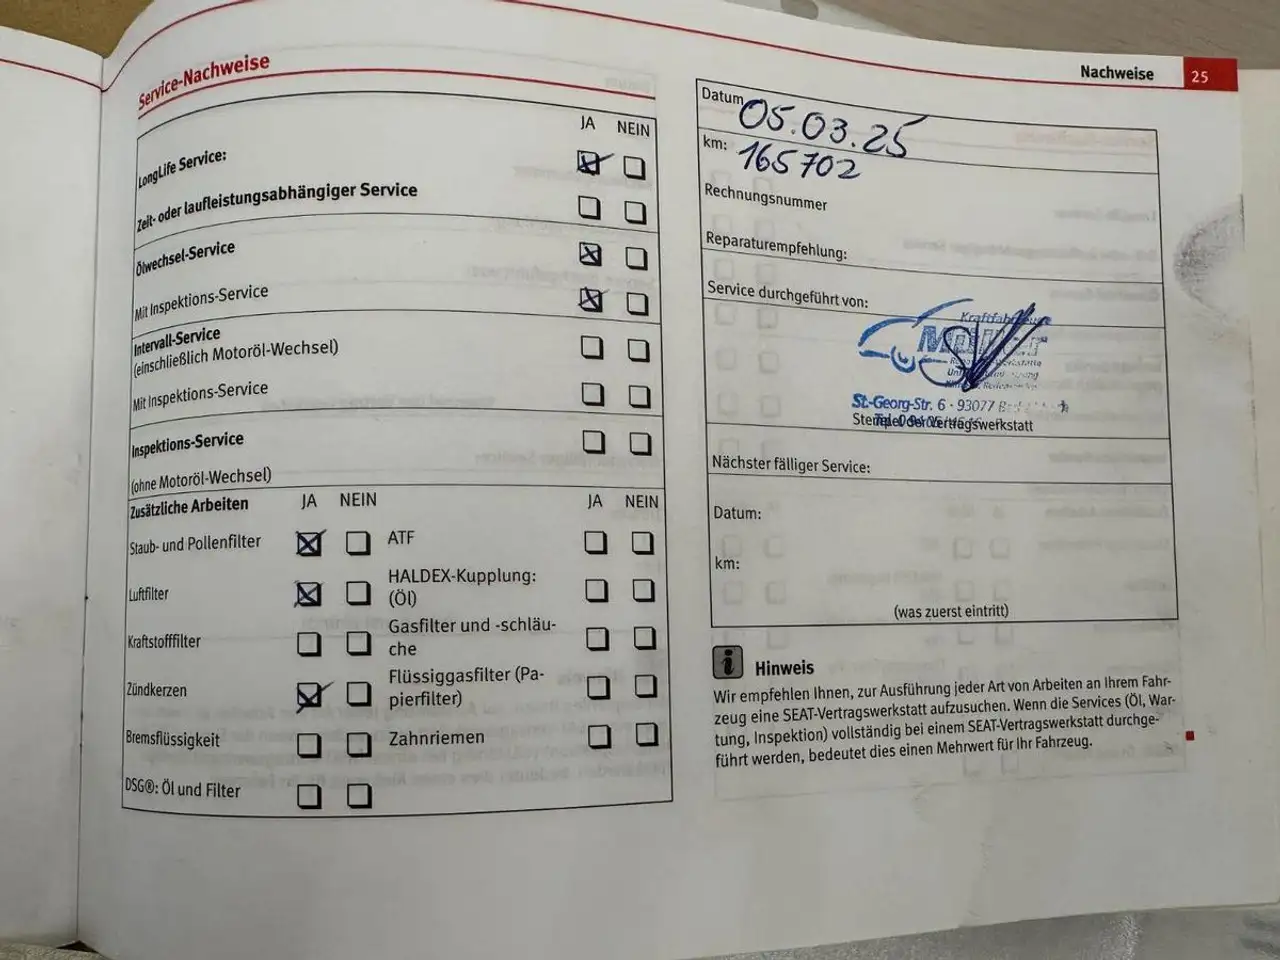 Nachweise 25
Service-Nachweise
JA NEIN
LongLife Service:
Zeit- oder laufleistungsabhängiger Service
Ölwechsel-Service
Mit Inspektions-Service
Intervall-Service
(einschließlich Motoröl-Wechsel)
Mit Inspektions-Service
Inspektions-Service
(ohne Motoröl-Wechsel)
Zusätzliche Arbeiten JA NEIN JA NEIN
Staub- und Pollenfilter
Luftfilter
Kraftstofffilter
Zündkerzen
Bremsflüssigkeit
DSG®: Öl und Filter
ATF
HALDEX-Kupplung:
(Öl)
Gasfilter und -schläu-
che
Flüssiggasfilter (Pa-
pierfilter)
Zahnriemen
Datum 05.03.25
km: 165702
Rechnungsnummer
Reparaturempfehlung:
Service durchgeführt von:
St.-Georg-Str. 6 · 93077
Stempel der Vertragswerkstatt
Nächster fälliger Service:
Datum:
km:
(was zuerst eintritt)
i Hinweis
Wir empfehlen Ihnen, zur Ausführung jeder Art von Arbeiten an Ihrem Fahr-
zeug eine SEAT-Vertragswerkstatt aufzusuchen. Wenn die Services (Öl, War-
tung, Inspektion) vollständig bei einem SEAT-Vertragswerkstatt durchge-
führt werden, bedeutet dies einen Mehrwert für Ihr Fahrzeug.